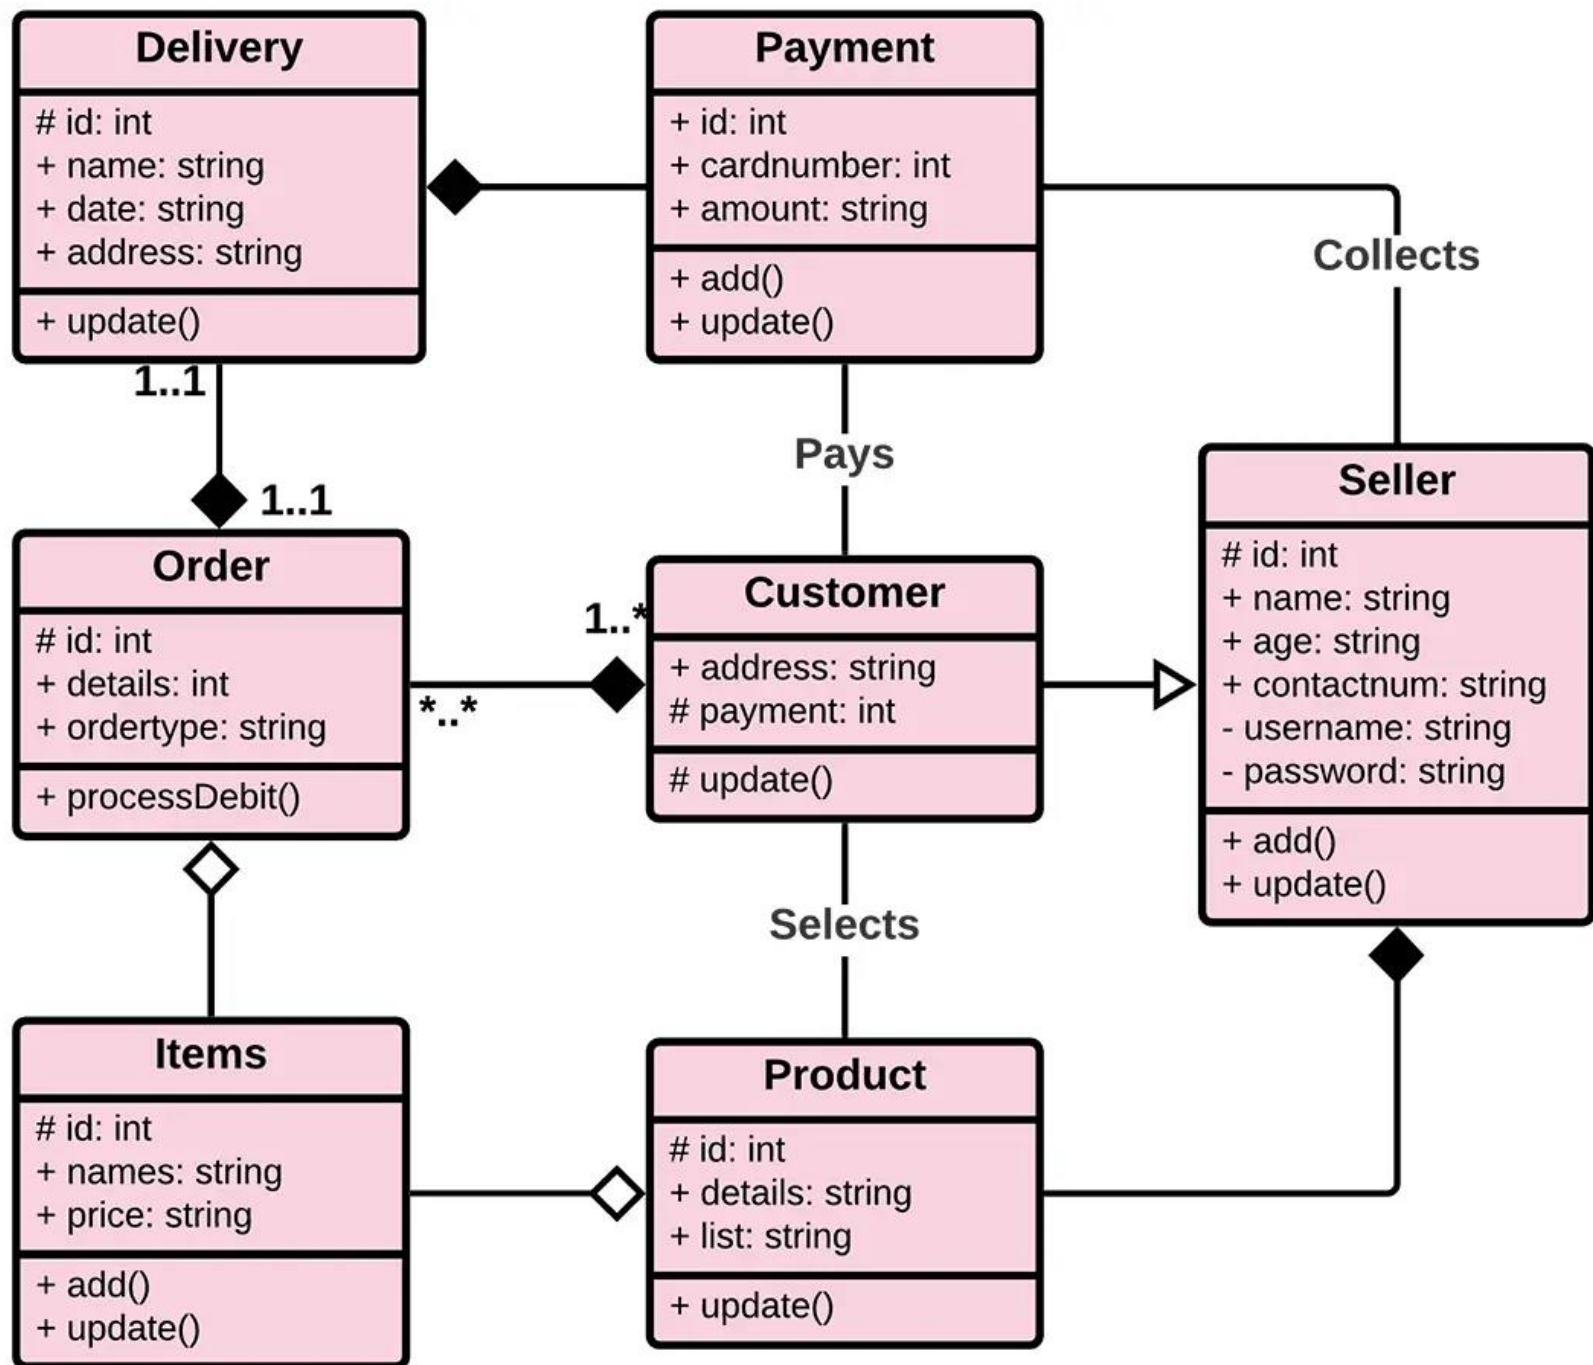 Delivery
# id: int
+ name: string
+ date: string
+ address: string
+ update()
Payment
+ id: int
+ cardnumber: int
+ amount: string
+ add()
+ update()
Collects
1..1
1..1
Pays
Order
# id: int
+ details: int
+ ordertype: string
+ processDebit()
1..*
*..*
Customer
+ address: string
# payment: int
# update()
Seller
# id: int
+ name: string
+ age: string
+ contactnum: string
- username: string
- password: string
+ add()
+ update()
Selects
Items
# id: int
+ names: string
+ price: string
+ add()
+ update()
Product
# id: int
+ details: string
+ list: string
+ update()